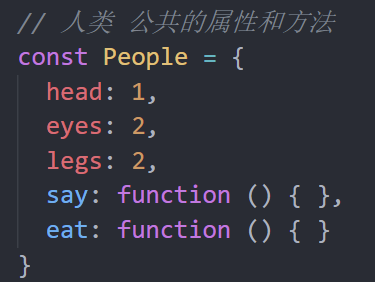 // 人类 公共的属性和方法
const People = {
  head: 1,
  eyes: 2,
  legs: 2,
  say: function () { },
  eat: function () { }
}